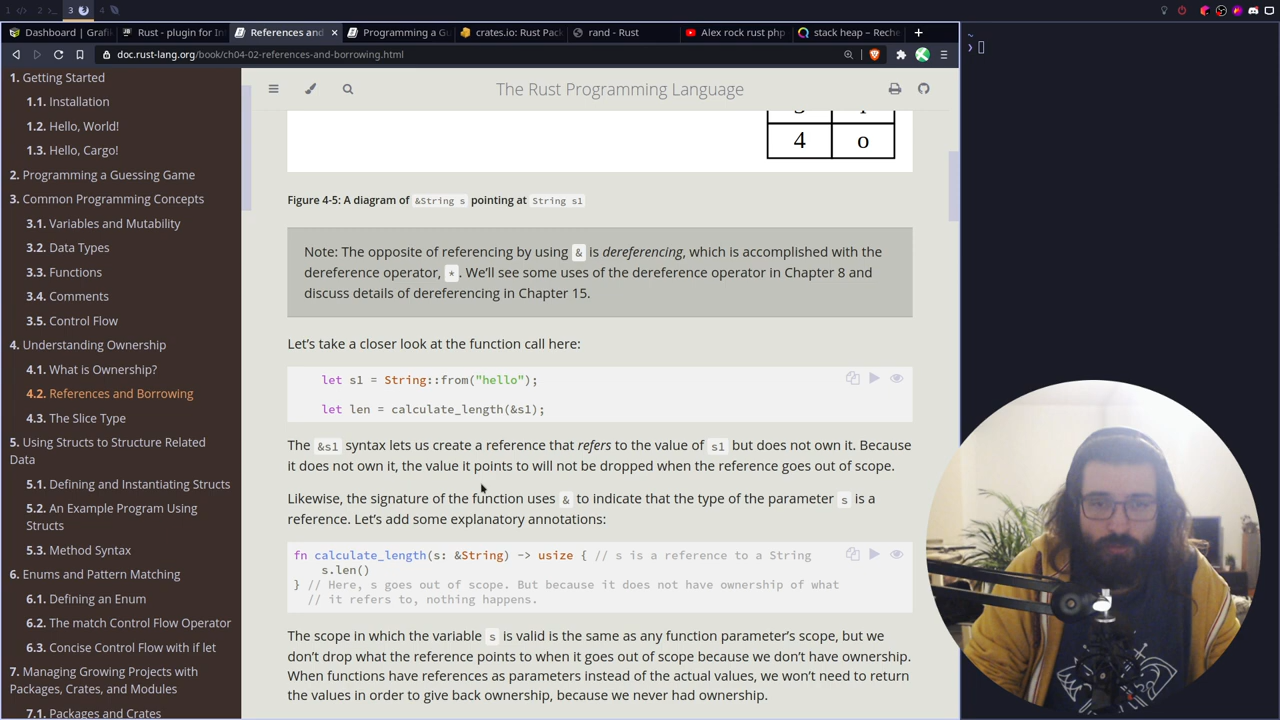 1
2
3
4
Dashboard | Grafi
Rust - plugin for In
References and
Programming a Gu
crates.io: Rust Pac
rand - Rust
Alex rock rust php
stack heap – Reche
doc.rust-lang.org/book/ch04-02-references-and-borrowing.html
~
1. Getting Started
1.1. Installation
1.2. Hello, World!
1.3. Hello, Cargo!
2. Programming a Guessing Game
3. Common Programming Concepts
3.1. Variables and Mutability
3.2. Data Types
3.3. Functions
3.4. Comments
3.5. Control Flow
4. Understanding Ownership
4.1. What is Ownership?
4.2. References and Borrowing
4.3. The Slice Type
5. Using Structs to Structure Related
Data
5.1. Defining and Instantiating Structs
5.2. An Example Program Using
Structs
5.3. Method Syntax
6. Enums and Pattern Matching
6.1. Defining an Enum
6.2. The match Control Flow Operator
6.3. Concise Control Flow with if let
7. Managing Growing Projects with
Packages, Crates, and Modules
7.1. Packages and Crates
The Rust Programming Language
4 o
Figure 4-5: A diagram of &String s pointing at String s1
Note: The opposite of referencing by using & is dereferencing, which is accomplished with the
dereference operator, *. We’ll see some uses of the dereference operator in Chapter 8 and
discuss details of dereferencing in Chapter 15.
Let’s take a closer look at the function call here:
let s1 = String::from("hello");
let len = calculate_length(&s1);
The &s1 syntax lets us create a reference that refers to the value of s1 but does not own it. Because
it does not own it, the value it points to will not be dropped when the reference goes out of scope.
Likewise, the signature of the function uses & to indicate that the type of the parameter s is a
reference. Let’s add some explanatory annotations:
fn calculate_length(s: &String) -> usize { // s is a reference to a String
s.len()
} // Here, s goes out of scope. But because it does not have ownership of what
// it refers to, nothing happens.
The scope in which the variable s is valid is the same as any function parameter’s scope, but we
don’t drop what the reference points to when it goes out of scope because we don’t have ownership.
When functions have references as parameters instead of the actual values, we won’t need to return
the values in order to give back ownership, because we never had ownership.